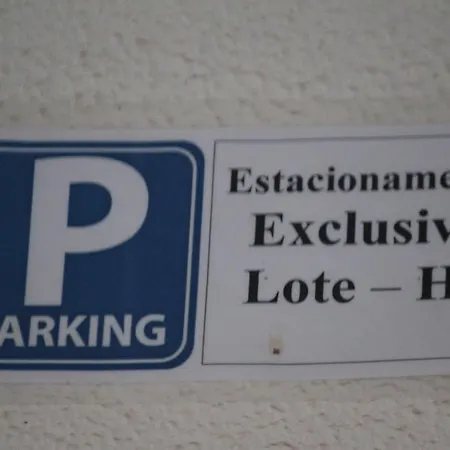 P
ARKING
Estacioname
Exclusiv
Lote – H